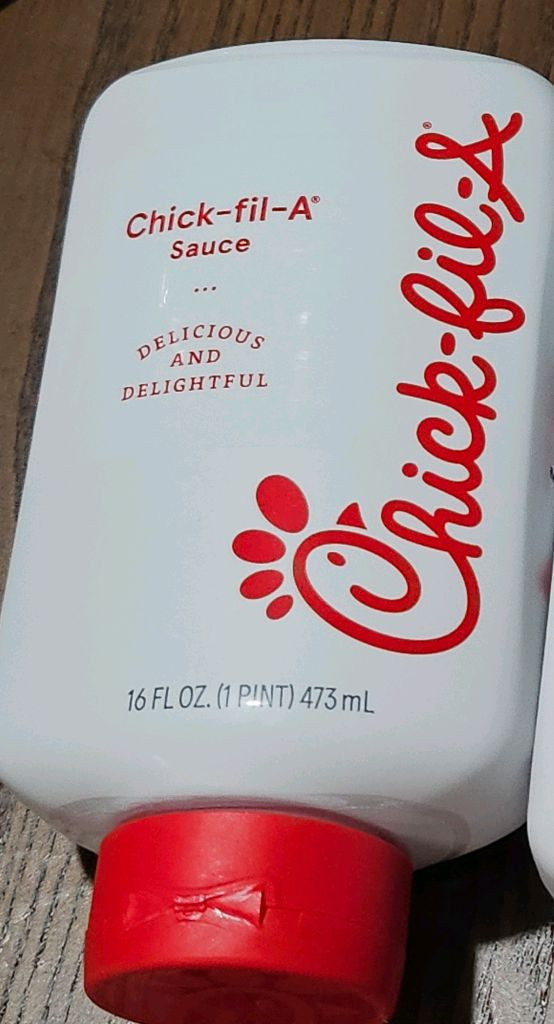 Chick-fil-A®
Sauce
...
DELICIOUS
AND
DELIGHTFUL
Chick-fil-A®
16 FL OZ. (1 PINT) 473 mL